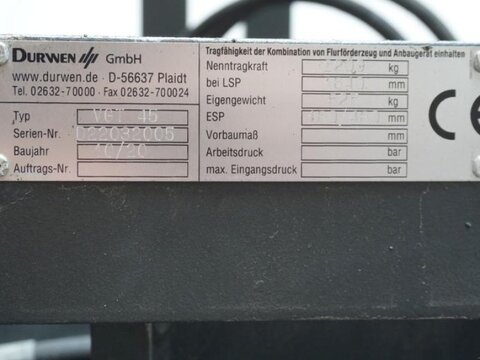 DURWEN GmbH
www.durwen.de · D-56637 Plaidt
Tel. 02632-70000 · Fax 02632-700024
Typ
Serien-Nr.
Baujahr
Auftrags-Nr.
Tragfähigkeit der Kombination von Flurförderzeug und Anbaugerät einhalten
Nenntragkraft kg
bei LSP mm
Eigengewicht kg
ESP mm
Vorbaumaß mm
Arbeitsdruck bar
max. Eingangsdruck bar
CE